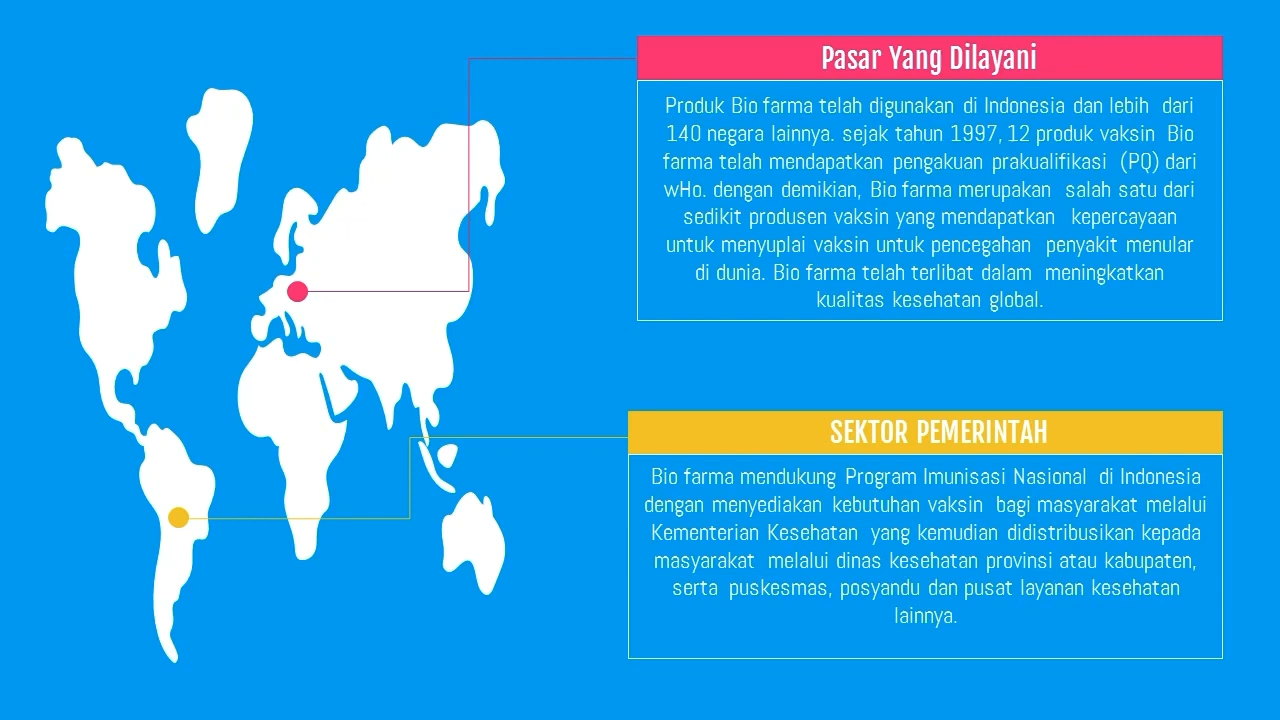 Pasar Yang Dilayani
Produk Bio farma telah digunakan di Indonesia dan lebih dari
140 negara lainnya. sejak tahun 1997, 12 produk vaksin Bio
farma telah mendapatkan pengakuan prakualifikasi (PQ) dari
wHo. dengan demikian, Bio farma merupakan salah satu dari
sedikit produsen vaksin yang mendapatkan kepercayaan
untuk menyuplai vaksin untuk pencegahan penyakit menular
di dunia. Bio farma telah terlibat dalam meningkatkan
kualitas kesehatan global.
SEKTOR PEMERINTAH
Bio farma mendukung Program Imunisasi Nasional di Indonesia
dengan menyediakan kebutuhan vaksin bagi masyarakat melalui
Kementerian Kesehatan yang kemudian didistribusikan kepada
masyarakat melalui dinas kesehatan provinsi atau kabupaten,
serta puskesmas, posyandu dan pusat layanan kesehatan
lainnya.